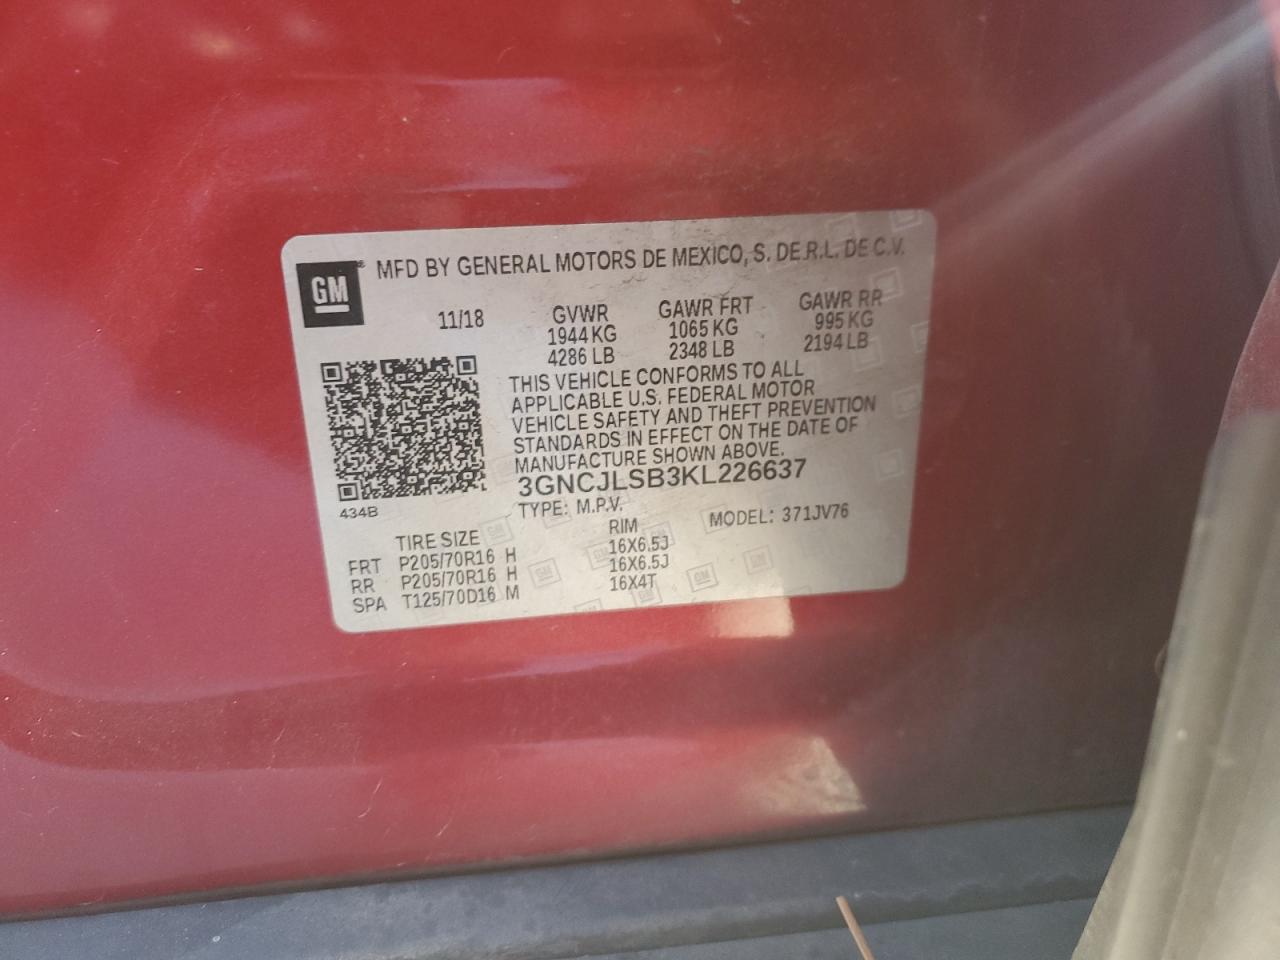 GM® MFD BY GENERAL MOTORS DE MEXICO, S. DE R.L. DE C.V.
11/18 GVWR GAWR FRT GAWR RR
1944 KG 1065 KG 995 KG
4286 LB 2348 LB 2194 LB
THIS VEHICLE CONFORMS TO ALL
APPLICABLE U.S. FEDERAL MOTOR
VEHICLE SAFETY AND THEFT PREVENTION
STANDARDS IN EFFECT ON THE DATE OF
MANUFACTURE SHOWN ABOVE.
3GNCJLSB3KL226637
434B
TYPE: M.P.V. MODEL: 371JV76
TIRE SIZE RIM
FRT P205/70R16 H 16X6.5J
RR P205/70R16 H 16X6.5J
SPA T125/70D16 M 16X4T